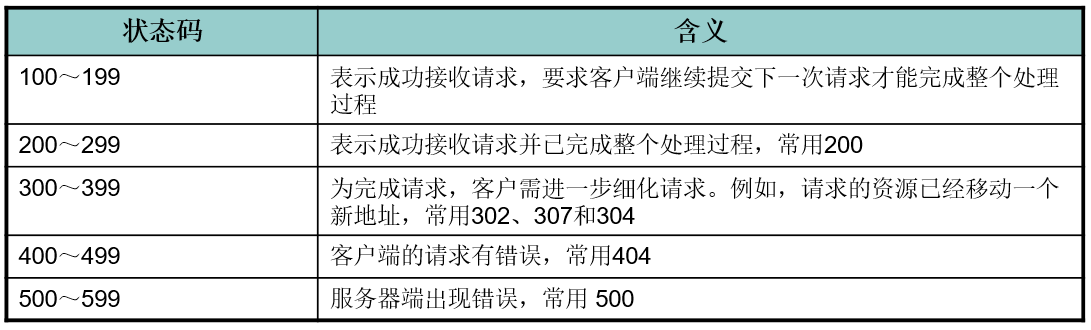 状态码 含义
100～199 表示成功接收请求，要求客户端继续提交下一次请求才能完成整个处理
过程
200～299 表示成功接收请求并已完成整个处理过程，常用200
300～399 为完成请求，客户需进一步细化请求。例如，请求的资源已经移动一个
新地址，常用302、307和304
400～499 客户端的请求有错误，常用404
500～599 服务器端出现错误，常用 500